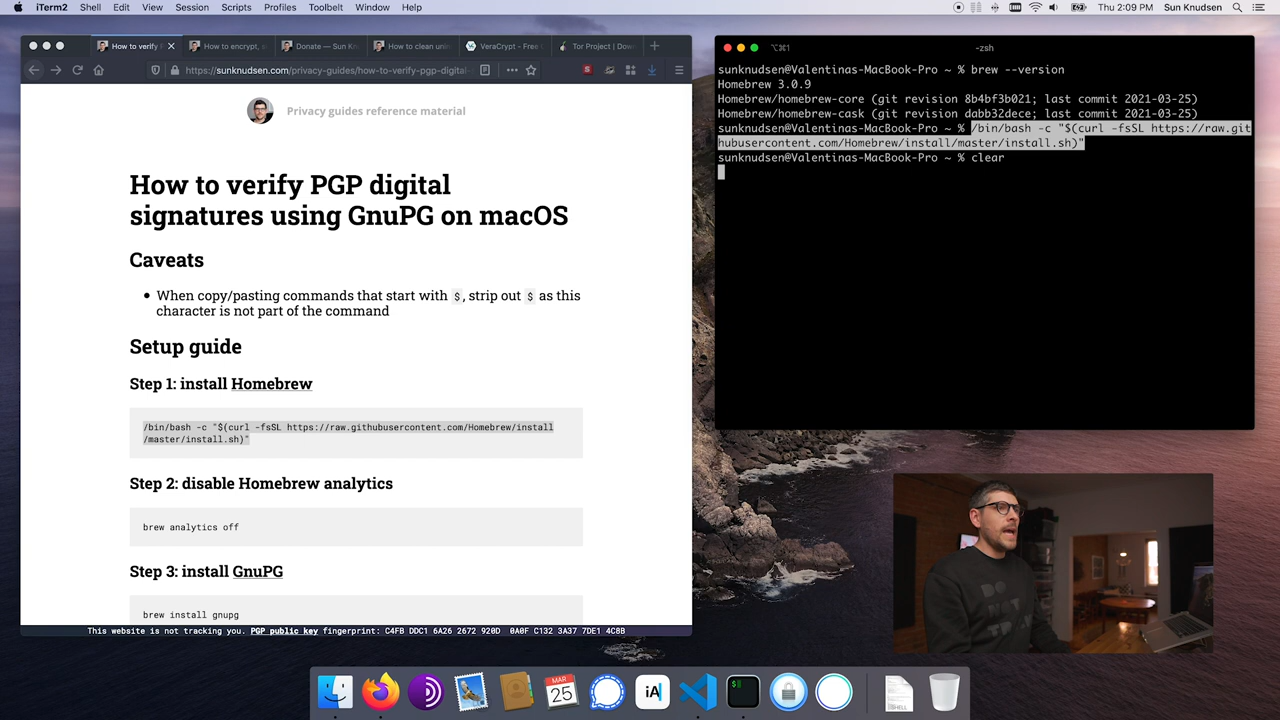 iTerm2 Shell Edit View Session Scripts Profiles Toolbelt Window Help
Thu 2:09 PM Sun Knudsen
How to verify
How to encrypt, s
Donate — Sun K
How to clean un
VeraCrypt - Free
Tor Project | Dow
https://sunknudsen.com/privacy-guides/how-to-verify-pgp-digital-
Privacy guides reference material
How to verify PGP digital
signatures using GnuPG on macOS
Caveats
When copy/pasting commands that start with $, strip out $ as this
character is not part of the command
Setup guide
Step 1: install Homebrew
/bin/bash -c "$(curl -fsSL https://raw.githubusercontent.com/Homebrew/install
/master/install.sh)"
Step 2: disable Homebrew analytics
brew analytics off
Step 3: install GnuPG
brew install gnupg
This website is not tracking you. PGP public key fingerprint: C4FB DDC1 6A26 2672 920D 0A0F C132 3A37 7DE1 4C8B
⌥⌘1 -zsh
sunknudsen@Valentinas-MacBook-Pro ~ % brew --version
Homebrew 3.0.9
Homebrew/homebrew-core (git revision 8b4bf3b021; last commit 2021-03-25)
Homebrew/homebrew-cask (git revision dabb32dece; last commit 2021-03-25)
sunknudsen@Valentinas-MacBook-Pro ~ % /bin/bash -c "$(curl -fsSL https://raw.git
hubusercontent.com/Homebrew/install/master/install.sh)"
sunknudsen@Valentinas-MacBook-Pro ~ % clear
MAR
25
iA
$